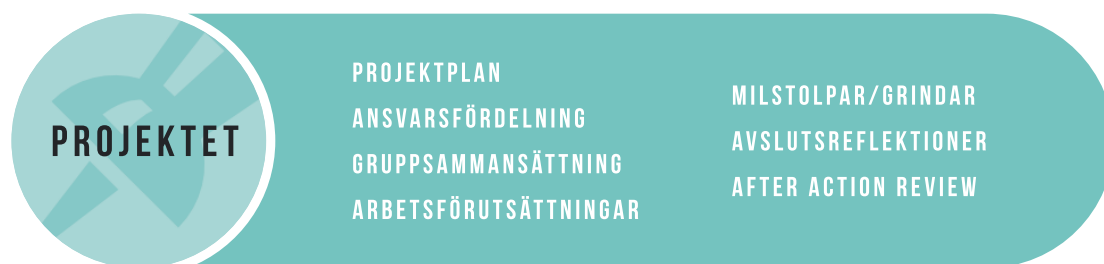 PROJEKTET
PROJEKTPLAN
ANSVARSFÖRDELNING
GRUPPSAMMANSÄTTNING
ARBETSFÖRUTSÄTTNINGAR
MILSTOLPAR/GRINDAR
AVSLUTSREFLEKTIONER
AFTER ACTION REVIEW